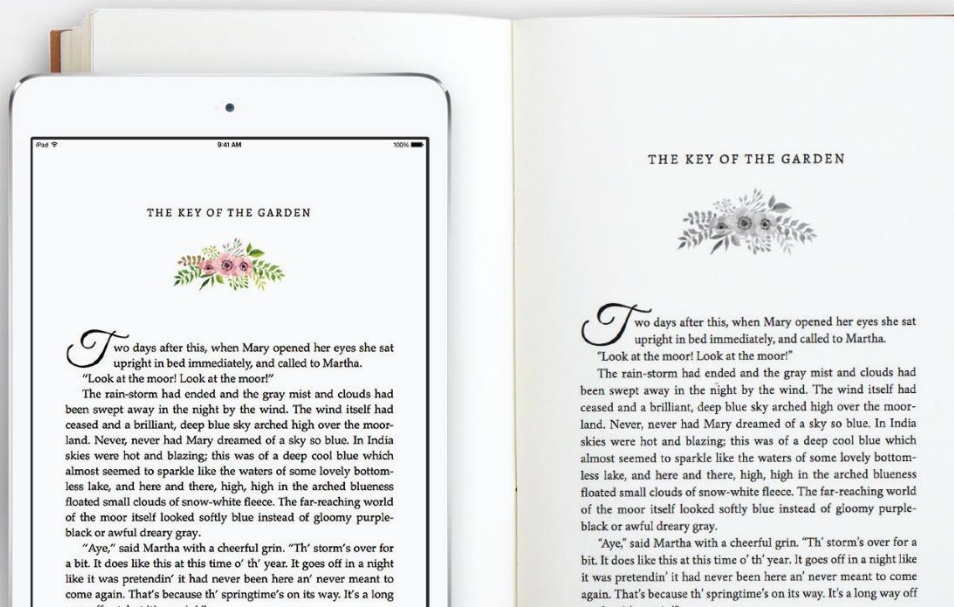 iPad
9:41 AM
100%
THE KEY OF THE GARDEN
Two days after this, when Mary opened her eyes she sat
upright in bed immediately, and called to Martha.
"Look at the moor! Look at the moor!"
The rain-storm had ended and the gray mist and clouds had
been swept away in the night by the wind. The wind itself had
ceased and a brilliant, deep blue sky arched high over the moor-
land. Never, never had Mary dreamed of a sky so blue. In India
skies were hot and blazing; this was of a deep cool blue which
almost seemed to sparkle like the waters of some lovely bottom-
less lake, and here and there, high, high in the arched blueness
floated small clouds of snow-white fleece. The far-reaching world
of the moor itself looked softly blue instead of gloomy purple-
black or awful dreary gray.
"Aye," said Martha with a cheerful grin. "Th' storm's over for
a bit. It does like this at this time o' th' year. It goes off in a night
like it was pretendin' it had never been here an' never meant to
come again. That's because th' springtime's on its way. It's a long
THE KEY OF THE GARDEN
Two days after this, when Mary opened her eyes she sat
upright in bed immediately, and called to Martha.
"Look at the moor! Look at the moor!"
The rain-storm had ended and the gray mist and clouds had
been swept away in the night by the wind. The wind itself had
ceased and a brilliant, deep blue sky arched high over the moor-
land. Never, never had Mary dreamed of a sky so blue. In India
skies were hot and blazing; this was of a deep cool blue which
almost seemed to sparkle like the waters of some lovely bottom-
less lake, and here and there, high, high in the arched blueness
floated small clouds of snow-white fleece. The far-reaching world
of the moor itself looked softly blue instead of gloomy purple-
black or awful dreary gray.
"Aye," said Martha with a cheerful grin. "Th' storm's over for a
bit. It does like this at this time o' th' year. It goes off in a night like
it was pretendin' it had never been here an' never meant to come
again. That's because th' springtime's on its way. It's a long way off